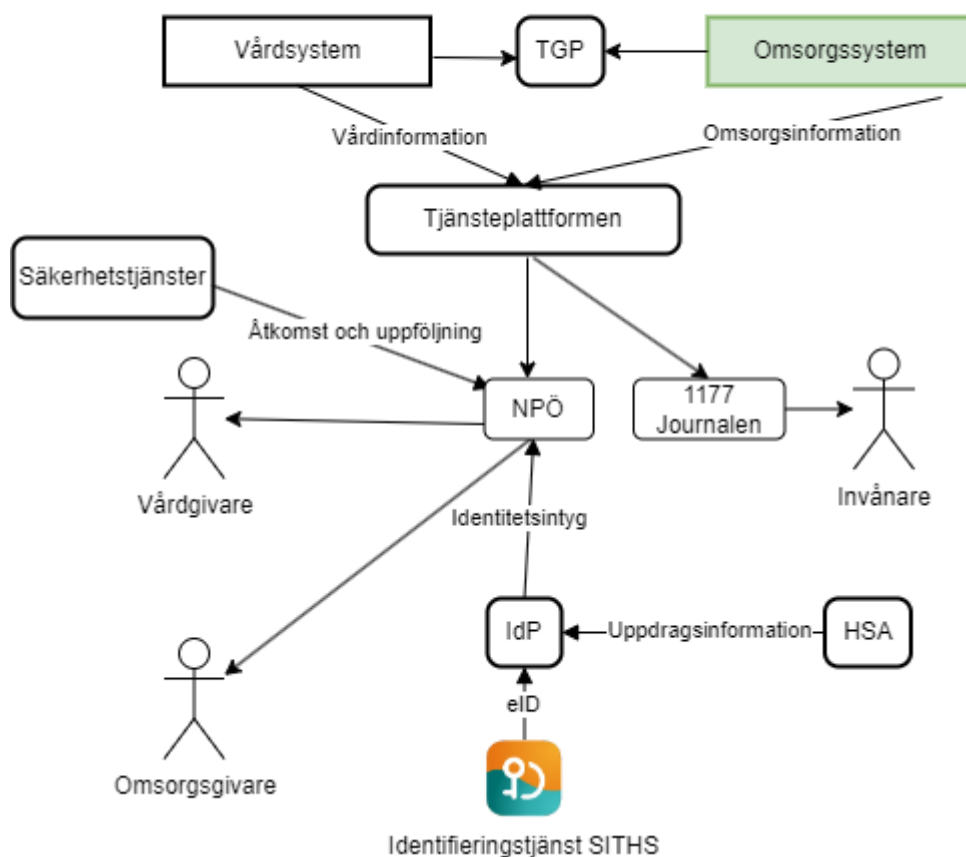 Vårdsystem
TGP
Omsorgssystem
Vårdinformation
Omsorgsinformation
Tjänsteplattformen
Säkerhetstjänster
Åtkomst och uppföljning
NPÖ
1177
Journalen
Vårdgivare
Invånare
Identitetsintyg
IdP
Uppdragsinformation
HSA
eID
Omsorgsgivare
Identifieringstjänst SITHS